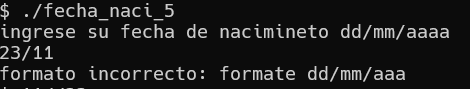 $ ./fecha_naci_5
ingrese su fecha de nacimineto dd/mm/aaaa
23/11
formato incorrecto: formate dd/mm/aaa